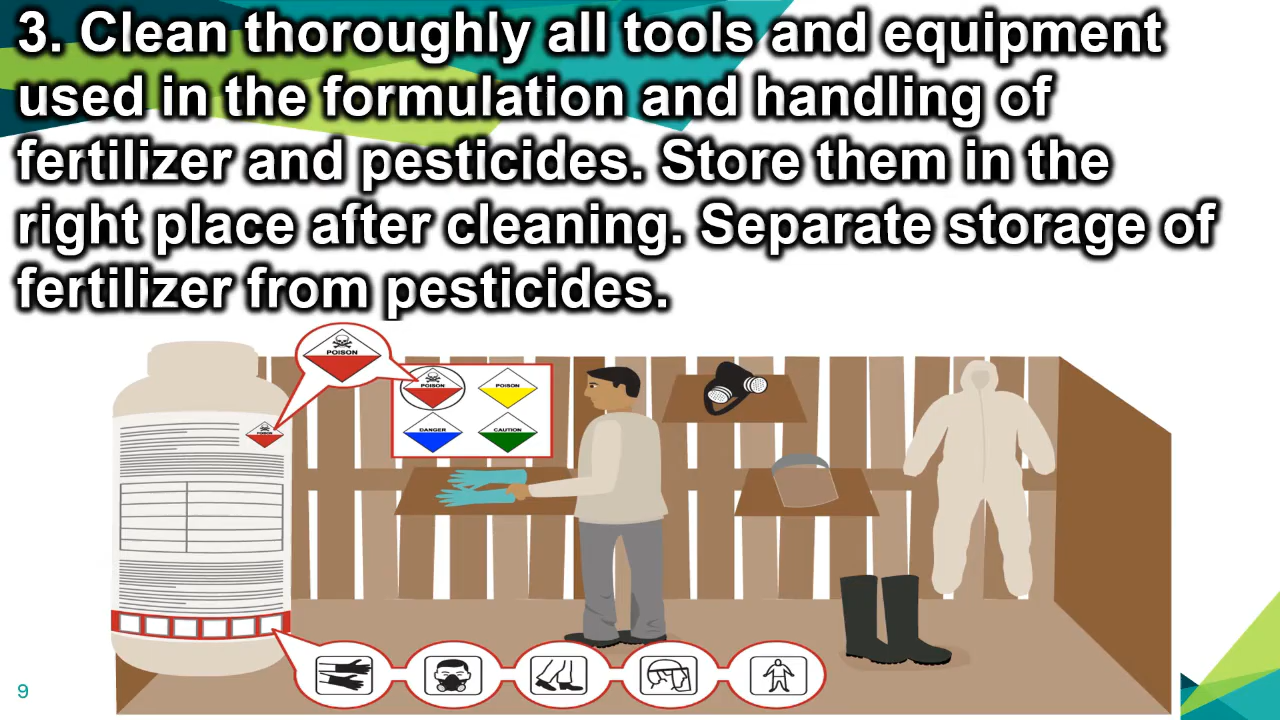 3. Clean thoroughly all tools and equipment
used in the formulation and handling of
fertilizer and pesticides. Store them in the
right place after cleaning. Separate storage of
fertilizer from pesticides.
POISON
POISON
POISON
DANGER
CAUTION
POISON
9